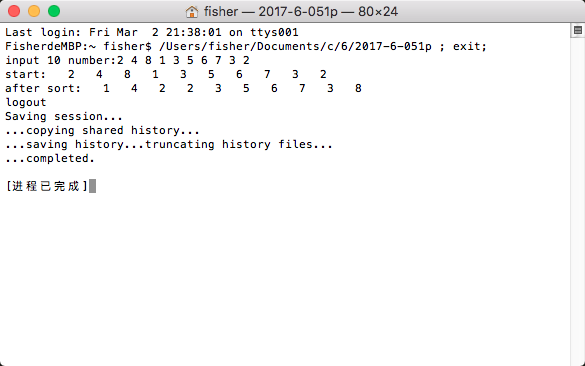 fisher — 2017-6-051p — 80×24
Last login: Fri Mar  2 21:38:01 on ttys001
FisherdeMBP:~ fisher$ /Users/fisher/Documents/c/6/2017-6-051p ; exit;
input 10 number:2 4 8 1 3 5 6 7 3 2
start:   2   4   8   1   3   5   6   7   3   2
after sort:   1   4   2   2   3   5   6   7   3   8
logout
Saving session...
...copying shared history...
...saving history...truncating history files...
...completed.
[进程已完成]